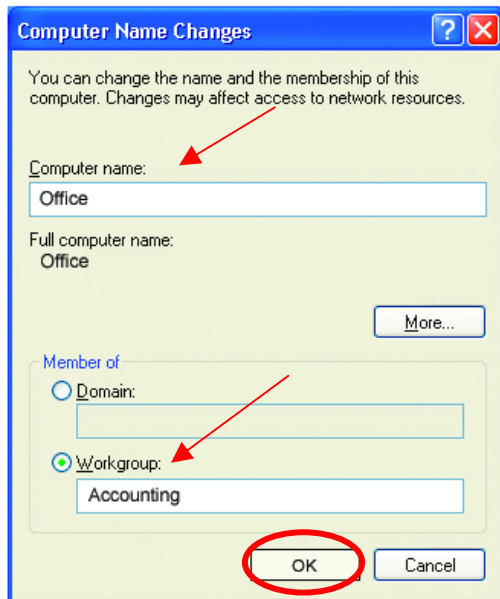 Computer Name Changes
You can change the name and the membership of this
computer. Changes may affect access to network resources.
Computer name:
Office
Full computer name:
Office
More...
Member of
Domain:
Workgroup:
Accounting
OK
Cancel